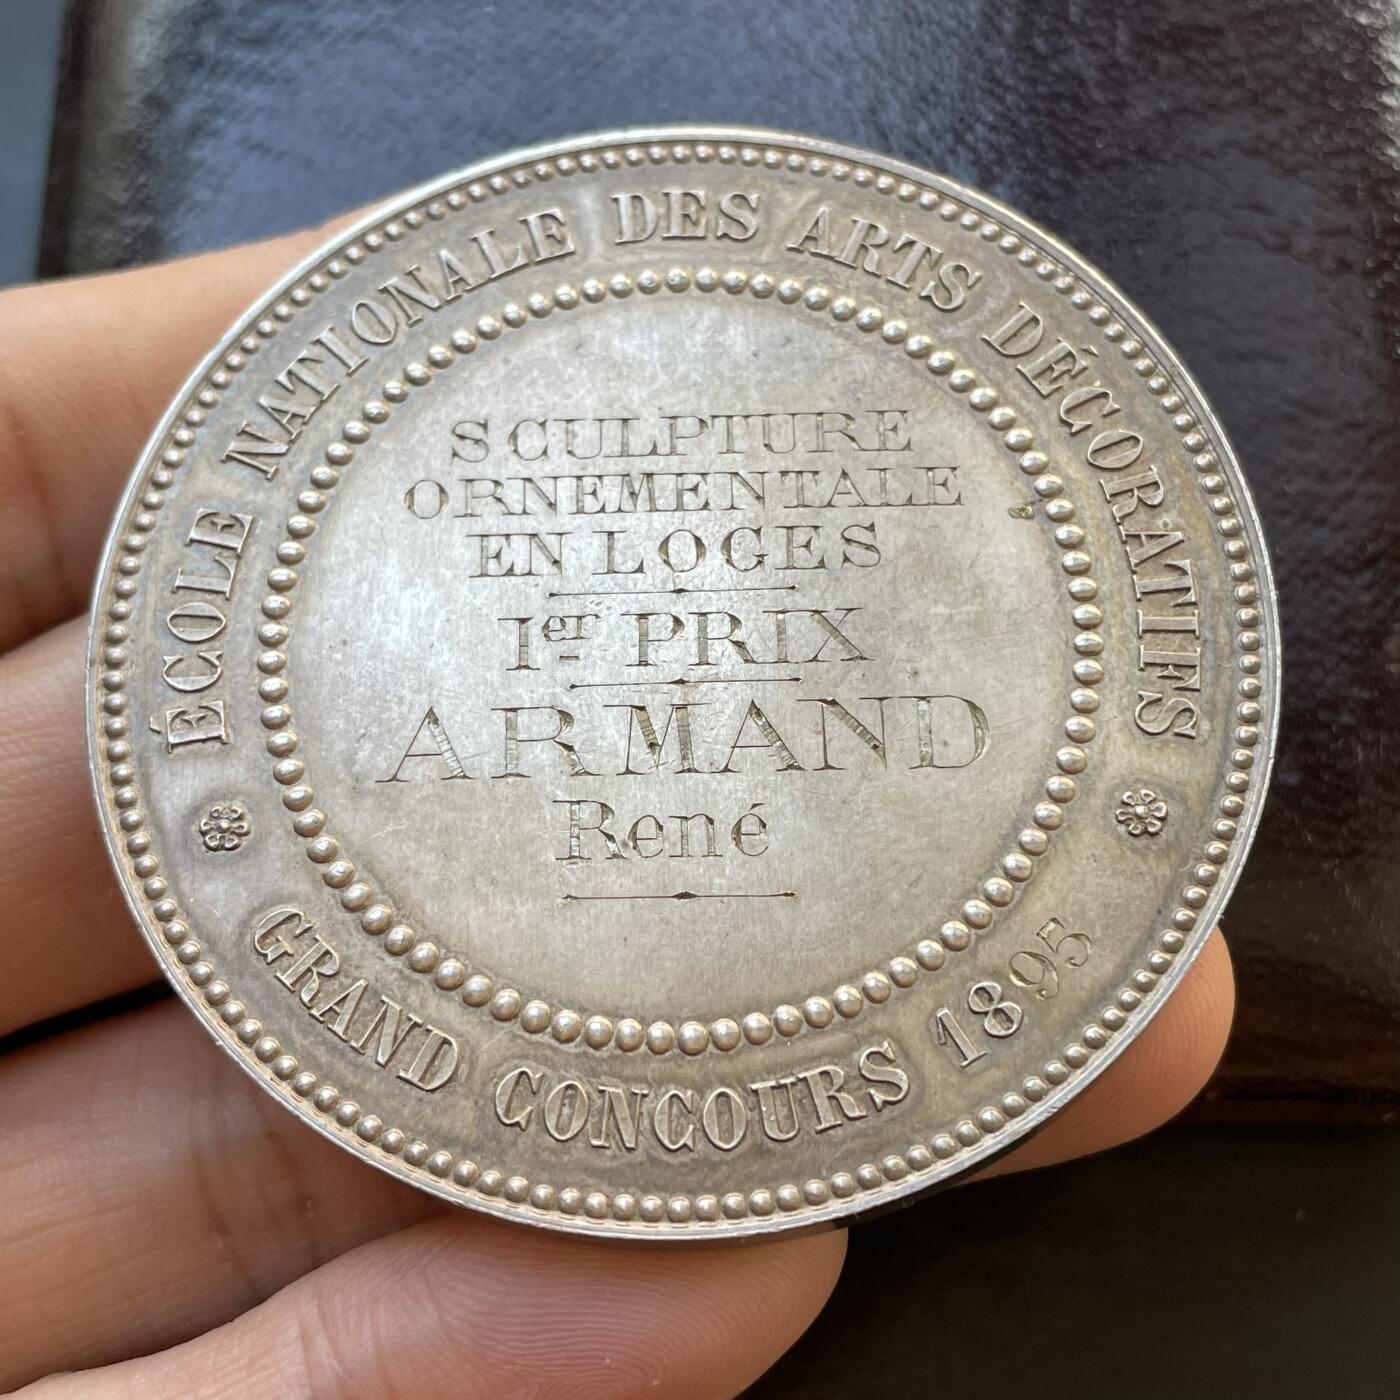 ÉCOLE NATIONALE DES ARTS DÉCORATIFS
SCULPTURE
ORNEMENTALE
EN LOGES
1er PRIX
ARMAND
René
GRAND CONCOURS 1895